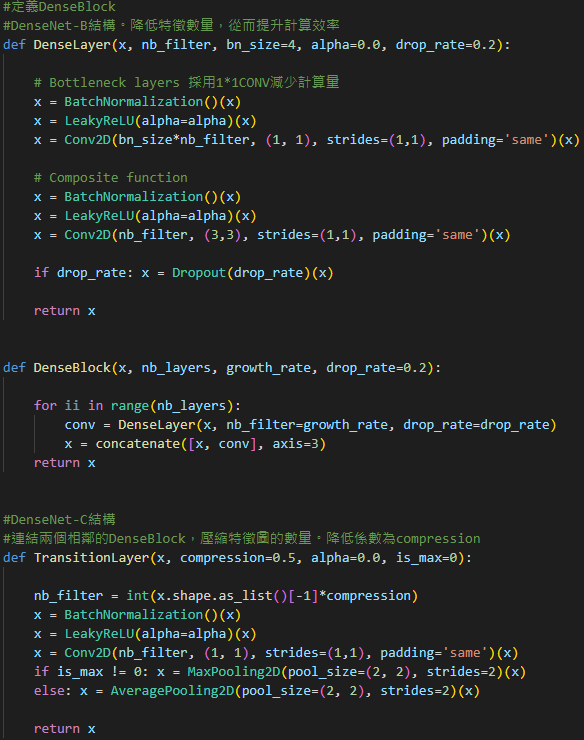 #定義DenseBlock
#DenseNet-B結構。降低特徵數量，從而提升計算效率
def DenseLayer(x, nb_filter, bn_size=4, alpha=0.0, drop_rate=0.2):
# Bottleneck layers 採用1*1CONV減少計算量
x = BatchNormalization()(x)
x = LeakyReLU(alpha=alpha)(x)
x = Conv2D(bn_size*nb_filter, (1, 1), strides=(1,1), padding='same')(x)
# Composite function
x = BatchNormalization()(x)
x = LeakyReLU(alpha=alpha)(x)
x = Conv2D(nb_filter, (3,3), strides=(1,1), padding='same')(x)
if drop_rate: x = Dropout(drop_rate)(x)
return x
def DenseBlock(x, nb_layers, growth_rate, drop_rate=0.2):
for ii in range(nb_layers):
conv = DenseLayer(x, nb_filter=growth_rate, drop_rate=drop_rate)
x = concatenate([x, conv], axis=3)
return x
#DenseNet-C結構
#連結兩個相鄰的DenseBlock，壓縮特徵圖的數量。降低係數為compression
def TransitionLayer(x, compression=0.5, alpha=0.0, is_max=0):
nb_filter = int(x.shape.as_list()[-1]*compression)
x = BatchNormalization()(x)
x = LeakyReLU(alpha=alpha)(x)
x = Conv2D(nb_filter, (1, 1), strides=(1,1), padding='same')(x)
if is_max != 0: x = MaxPooling2D(pool_size=(2, 2), strides=2)(x)
else: x = AveragePooling2D(pool_size=(2, 2), strides=2)(x)
return x